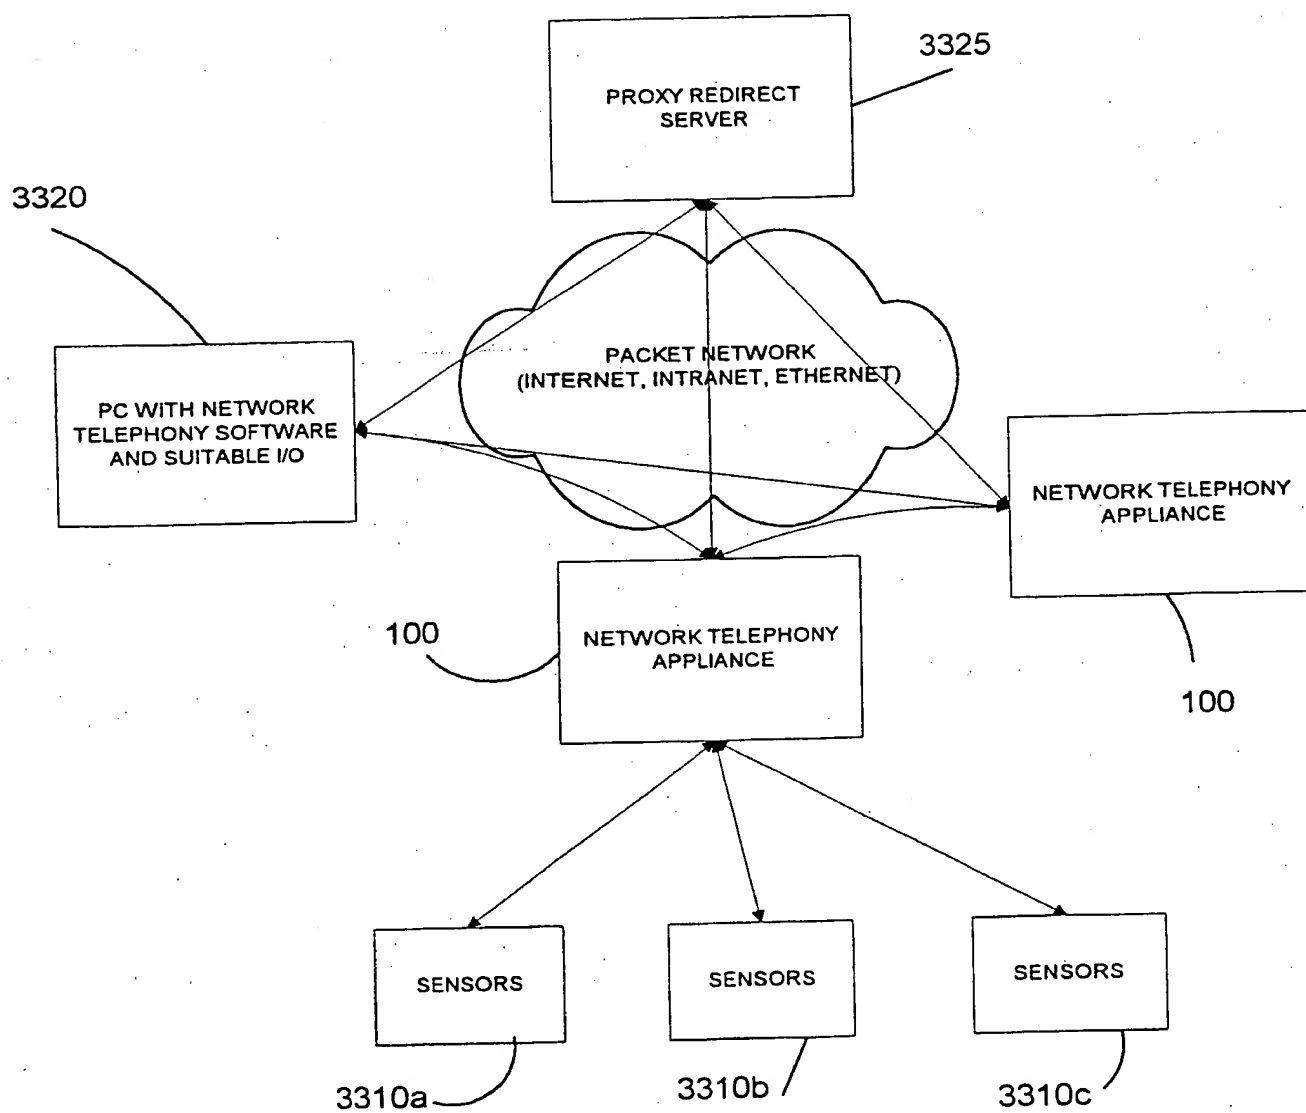 3325
PROXY REDIRECT
SERVER
3320
PACKET NETWORK
(INTERNET, INTRANET, ETHERNET)
PC WITH NETWORK
TELEPHONY SOFTWARE
AND SUITABLE I/O
NETWORK TELEPHONY
APPLIANCE
100
NETWORK TELEPHONY
APPLIANCE
100
SENSORS
SENSORS
SENSORS
3310a
3310b
3310c